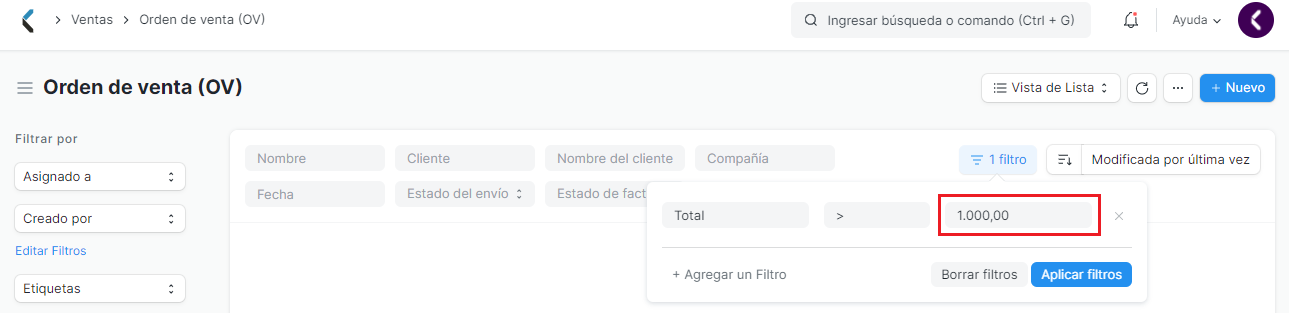 Ventas Orden de venta (OV) Ingresar búsqueda o comando (Ctrl + G) Ayuda
Orden de venta (OV) Vista de Lista ... + Nuevo
Filtrar por
Nombre Cliente Nombre del cliente Compañía 1 filtro Modificada por última vez
Asignado a
Fecha Estado del envío Estado de fact
Creado por Total > 1.000,00
Editar Filtros
+ Agregar un Filtro Borrar filtros Aplicar filtros
Etiquetas